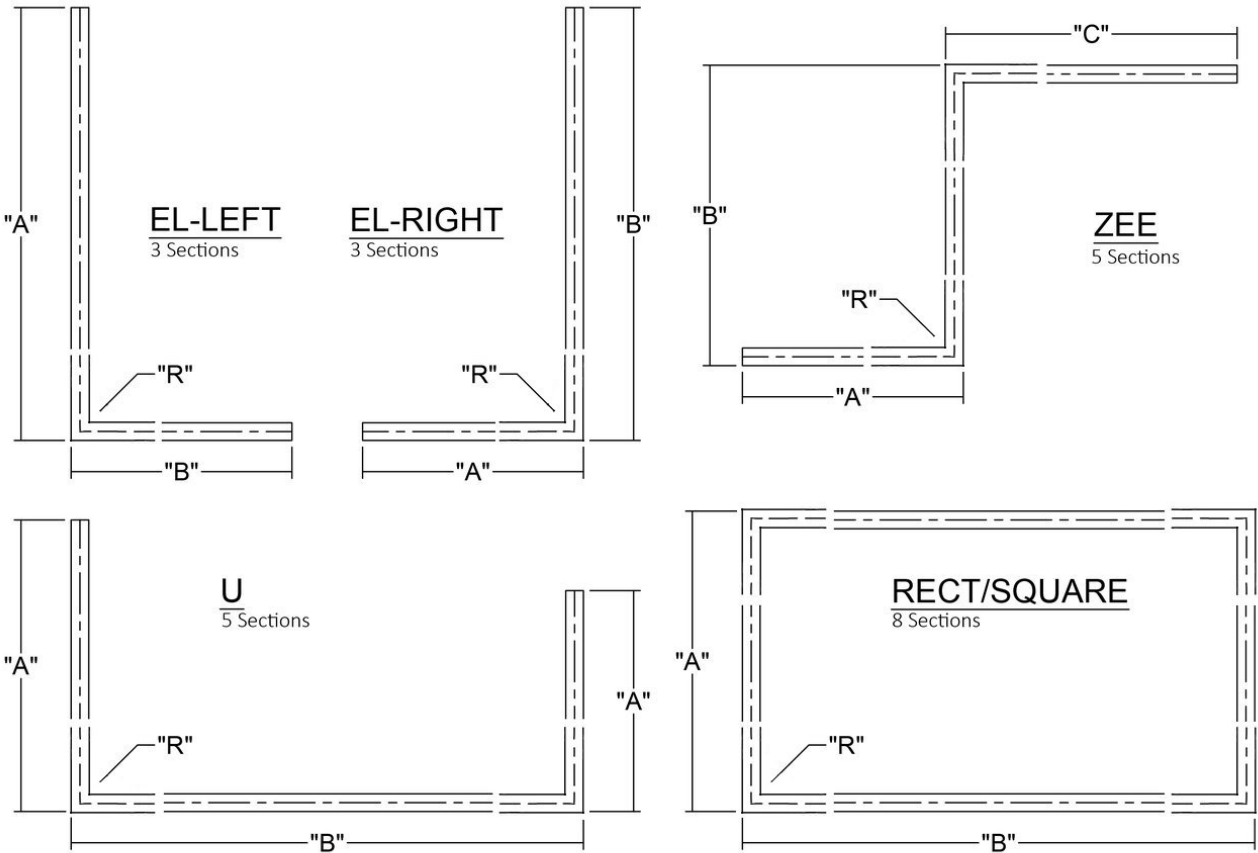 "C"
"A"
EL-LEFT
3 Sections
EL-RIGHT
3 Sections
"B"
"B"
ZEE
5 Sections
"R"
"R"
"R"
"A"
"B"
"A"
U
5 Sections
RECT/SQUARE
8 Sections
"A"
"A"
"A"
"R"
"R"
"B"
"B"